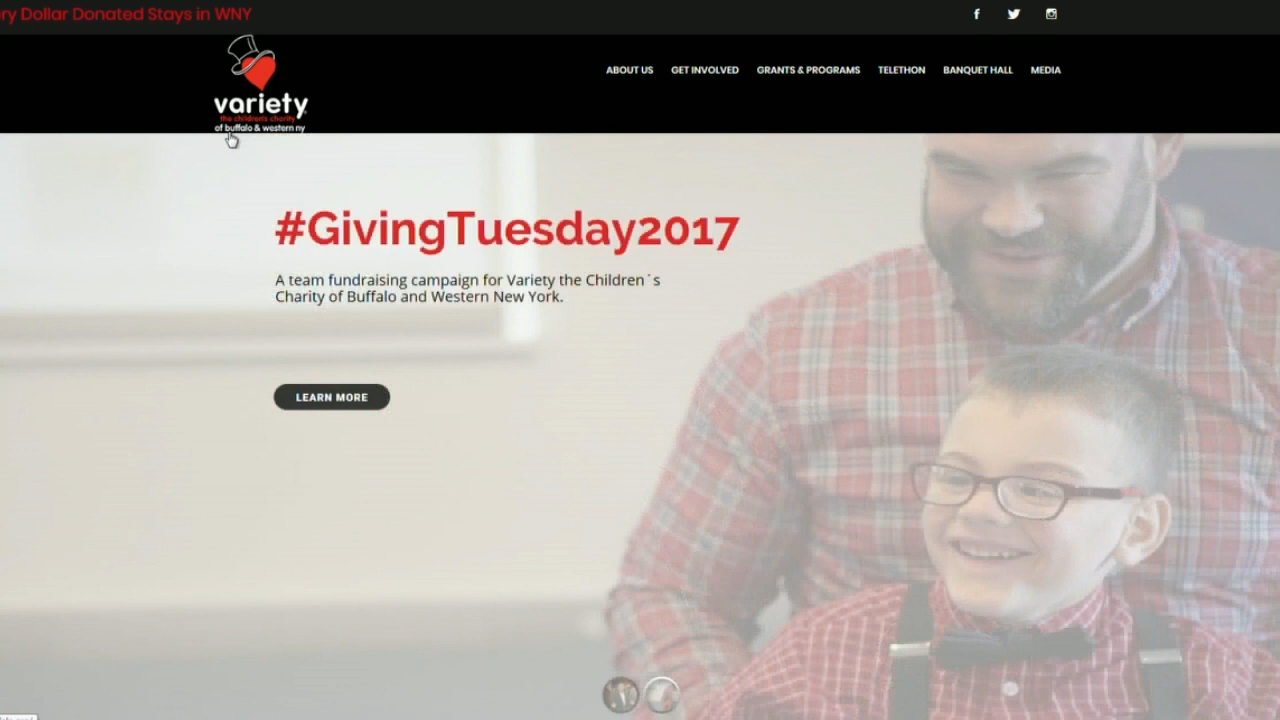 ry Dollar Donated Stays in WNY
variety
the children's charity
of buffalo & western ny
ABOUT US GET INVOLVED GRANTS & PROGRAMS TELETHON BANQUET HALL MEDIA
#GivingTuesday2017
A team fundraising campaign for Variety the Children´s
Charity of Buffalo and Western New York.
LEARN MORE